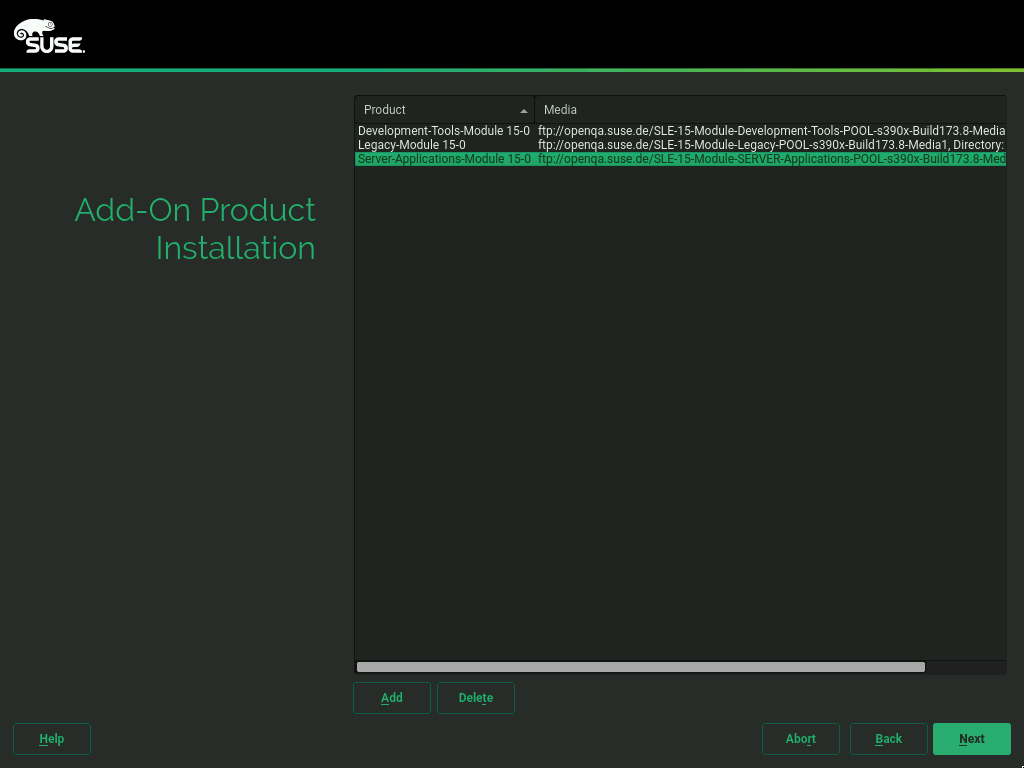 SUSE.
Product Media
Development-Tools-Module 15-0 ftp://openqa.suse.de/SLE-15-Module-Development-Tools-POOL-s390x-Build173.8-Media
Legacy-Module 15-0 ftp://openqa.suse.de/SLE-15-Module-Legacy-POOL-s390x-Build173.8-Media1, Directory:
Server-Applications-Module 15-0 ftp://openqa.suse.de/SLE-15-Module-SERVER-Applications-POOL-s390x-Build173.8-Med
Add-On Product
Installation
Add Delete
Help Abort Back Next